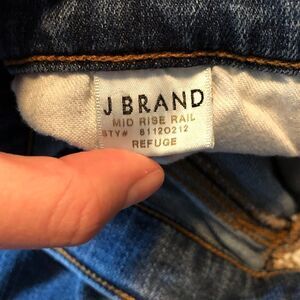 J BRAND
MID RISE RAIL
STY# 81120212
REFUGE